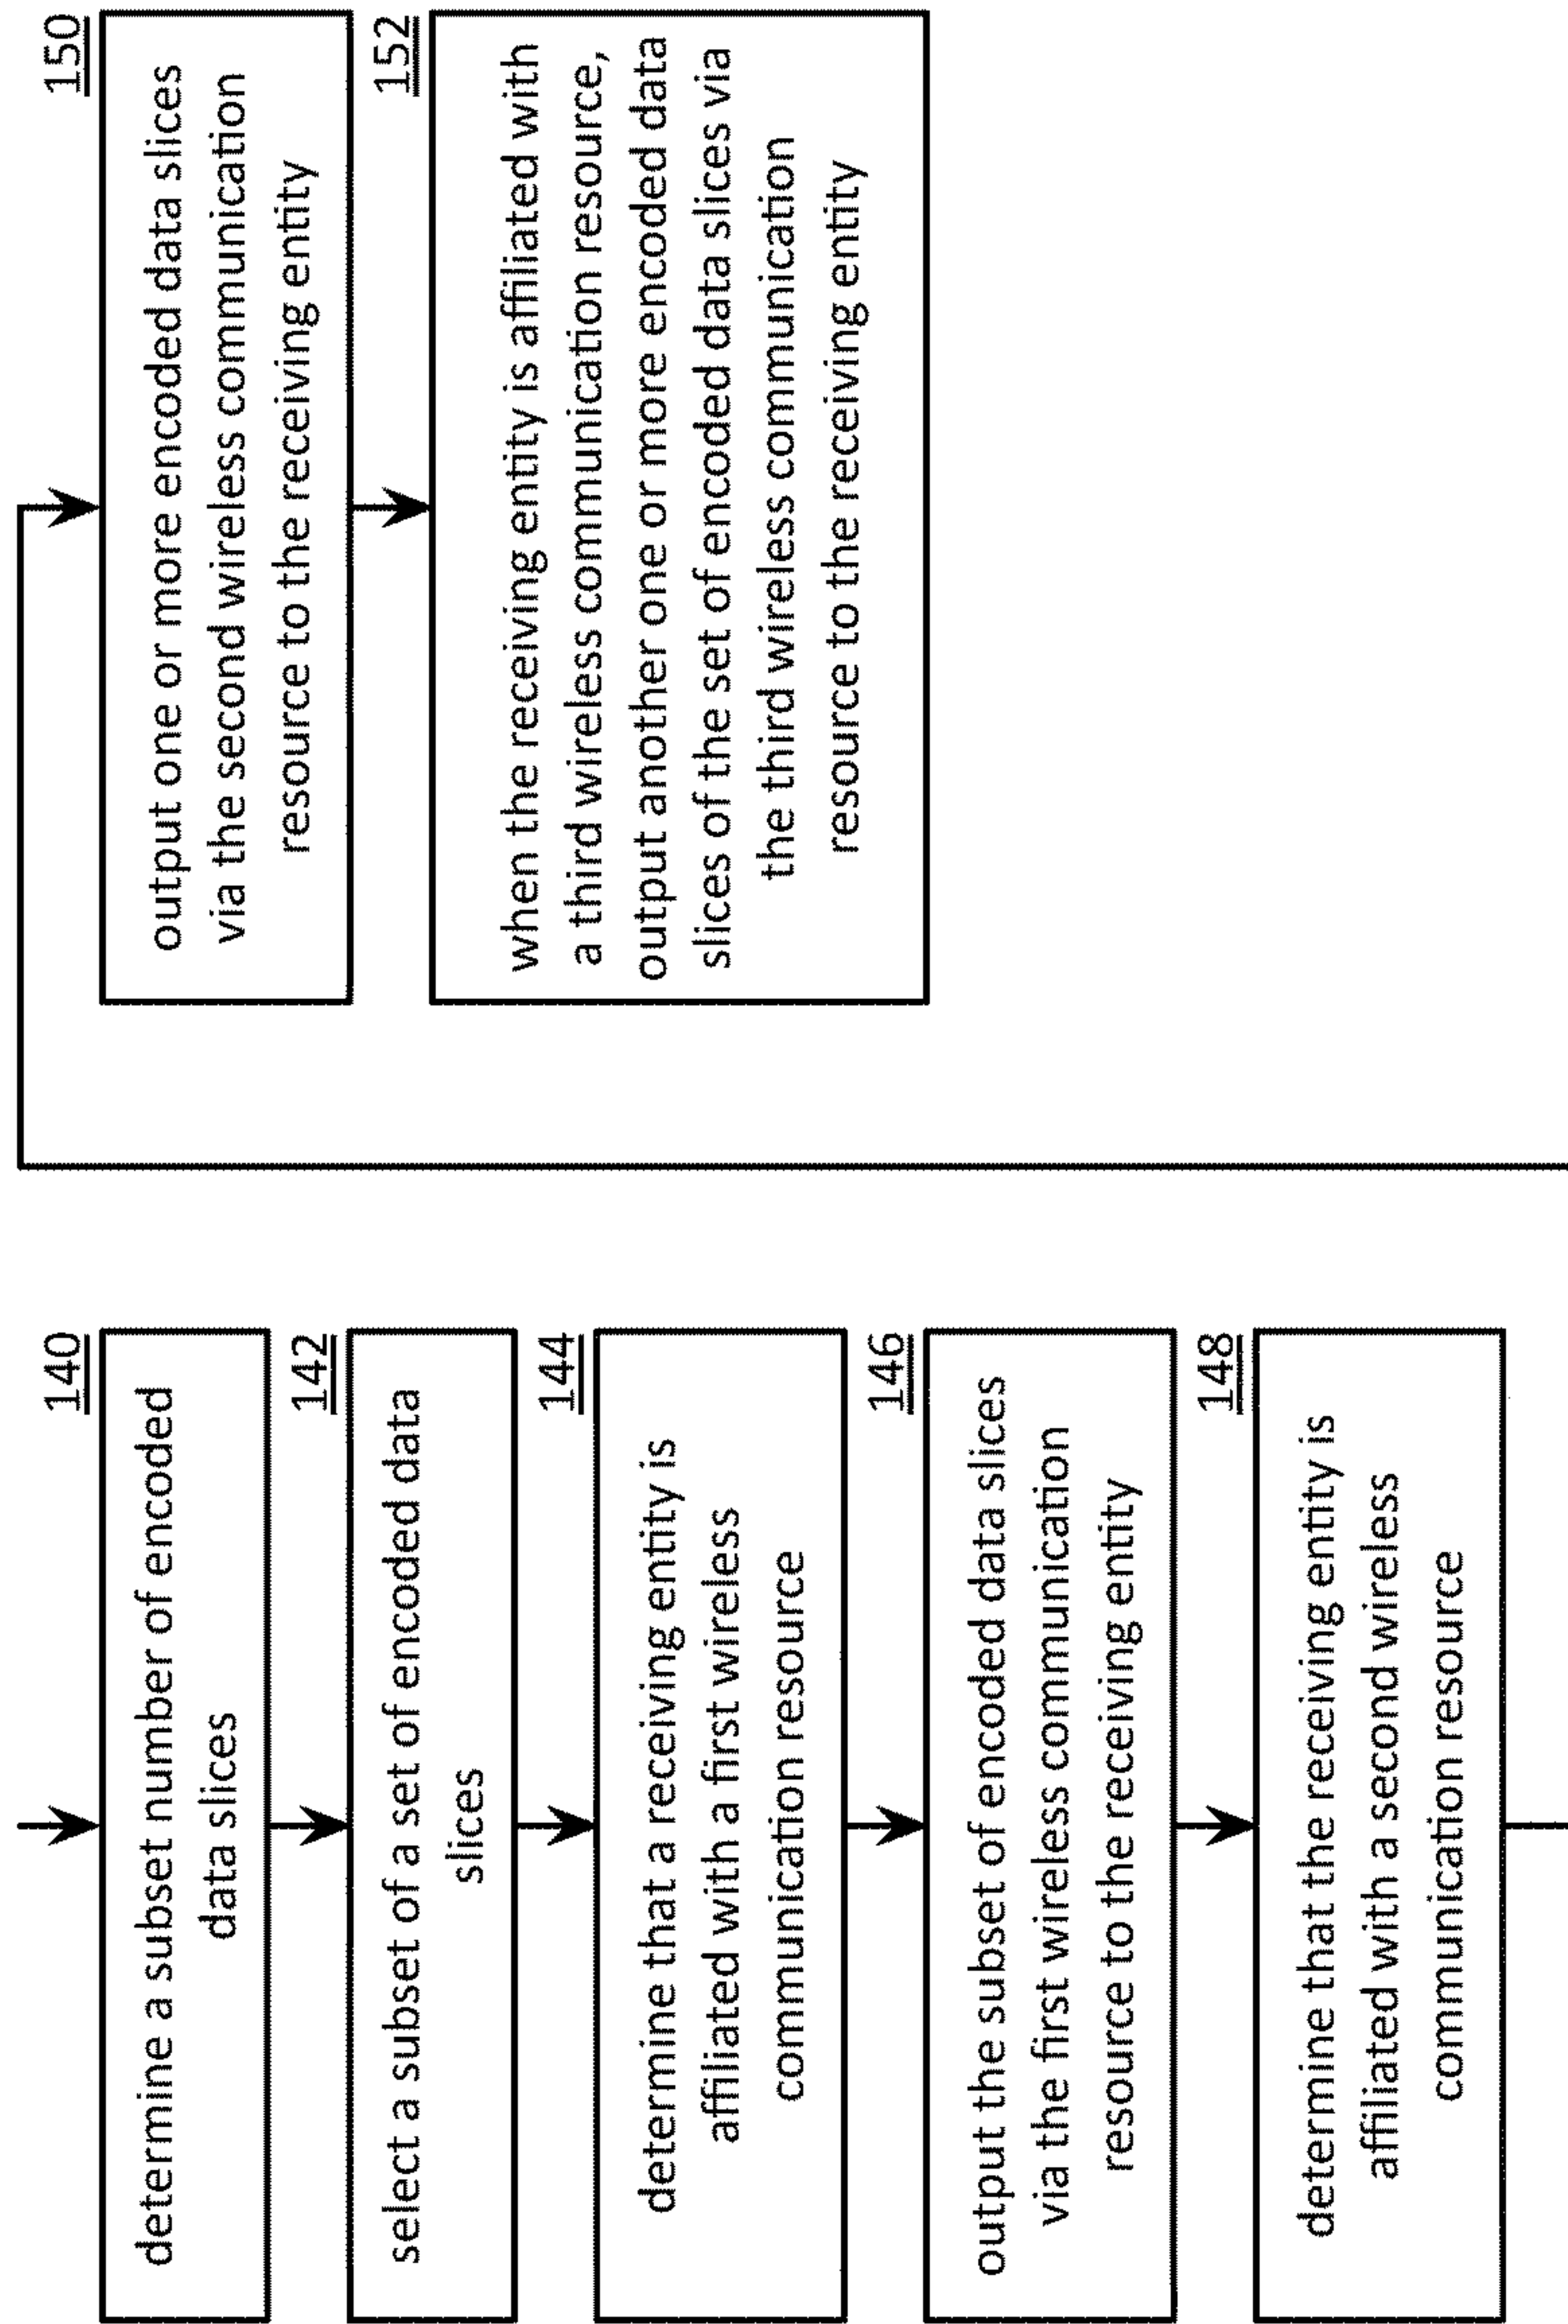 140
determine a subset number of encoded
data slices
142
select a subset of a set of encoded data
slices
144
determine that a receiving entity is
affiliated with a first wireless
communication resource
146
output the subset of encoded data slices
via the first wireless communication
resource to the receiving entity
148
determine that the receiving entity is
affiliated with a second wireless
communication resource
150
output one or more encoded data slices
via the second wireless communication
resource to the receiving entity
152
when the receiving entity is affiliated with
a third wireless communication resource,
output another one or more encoded data
slices of the set of encoded data slices via
the third wireless communication
resource to the receiving entity